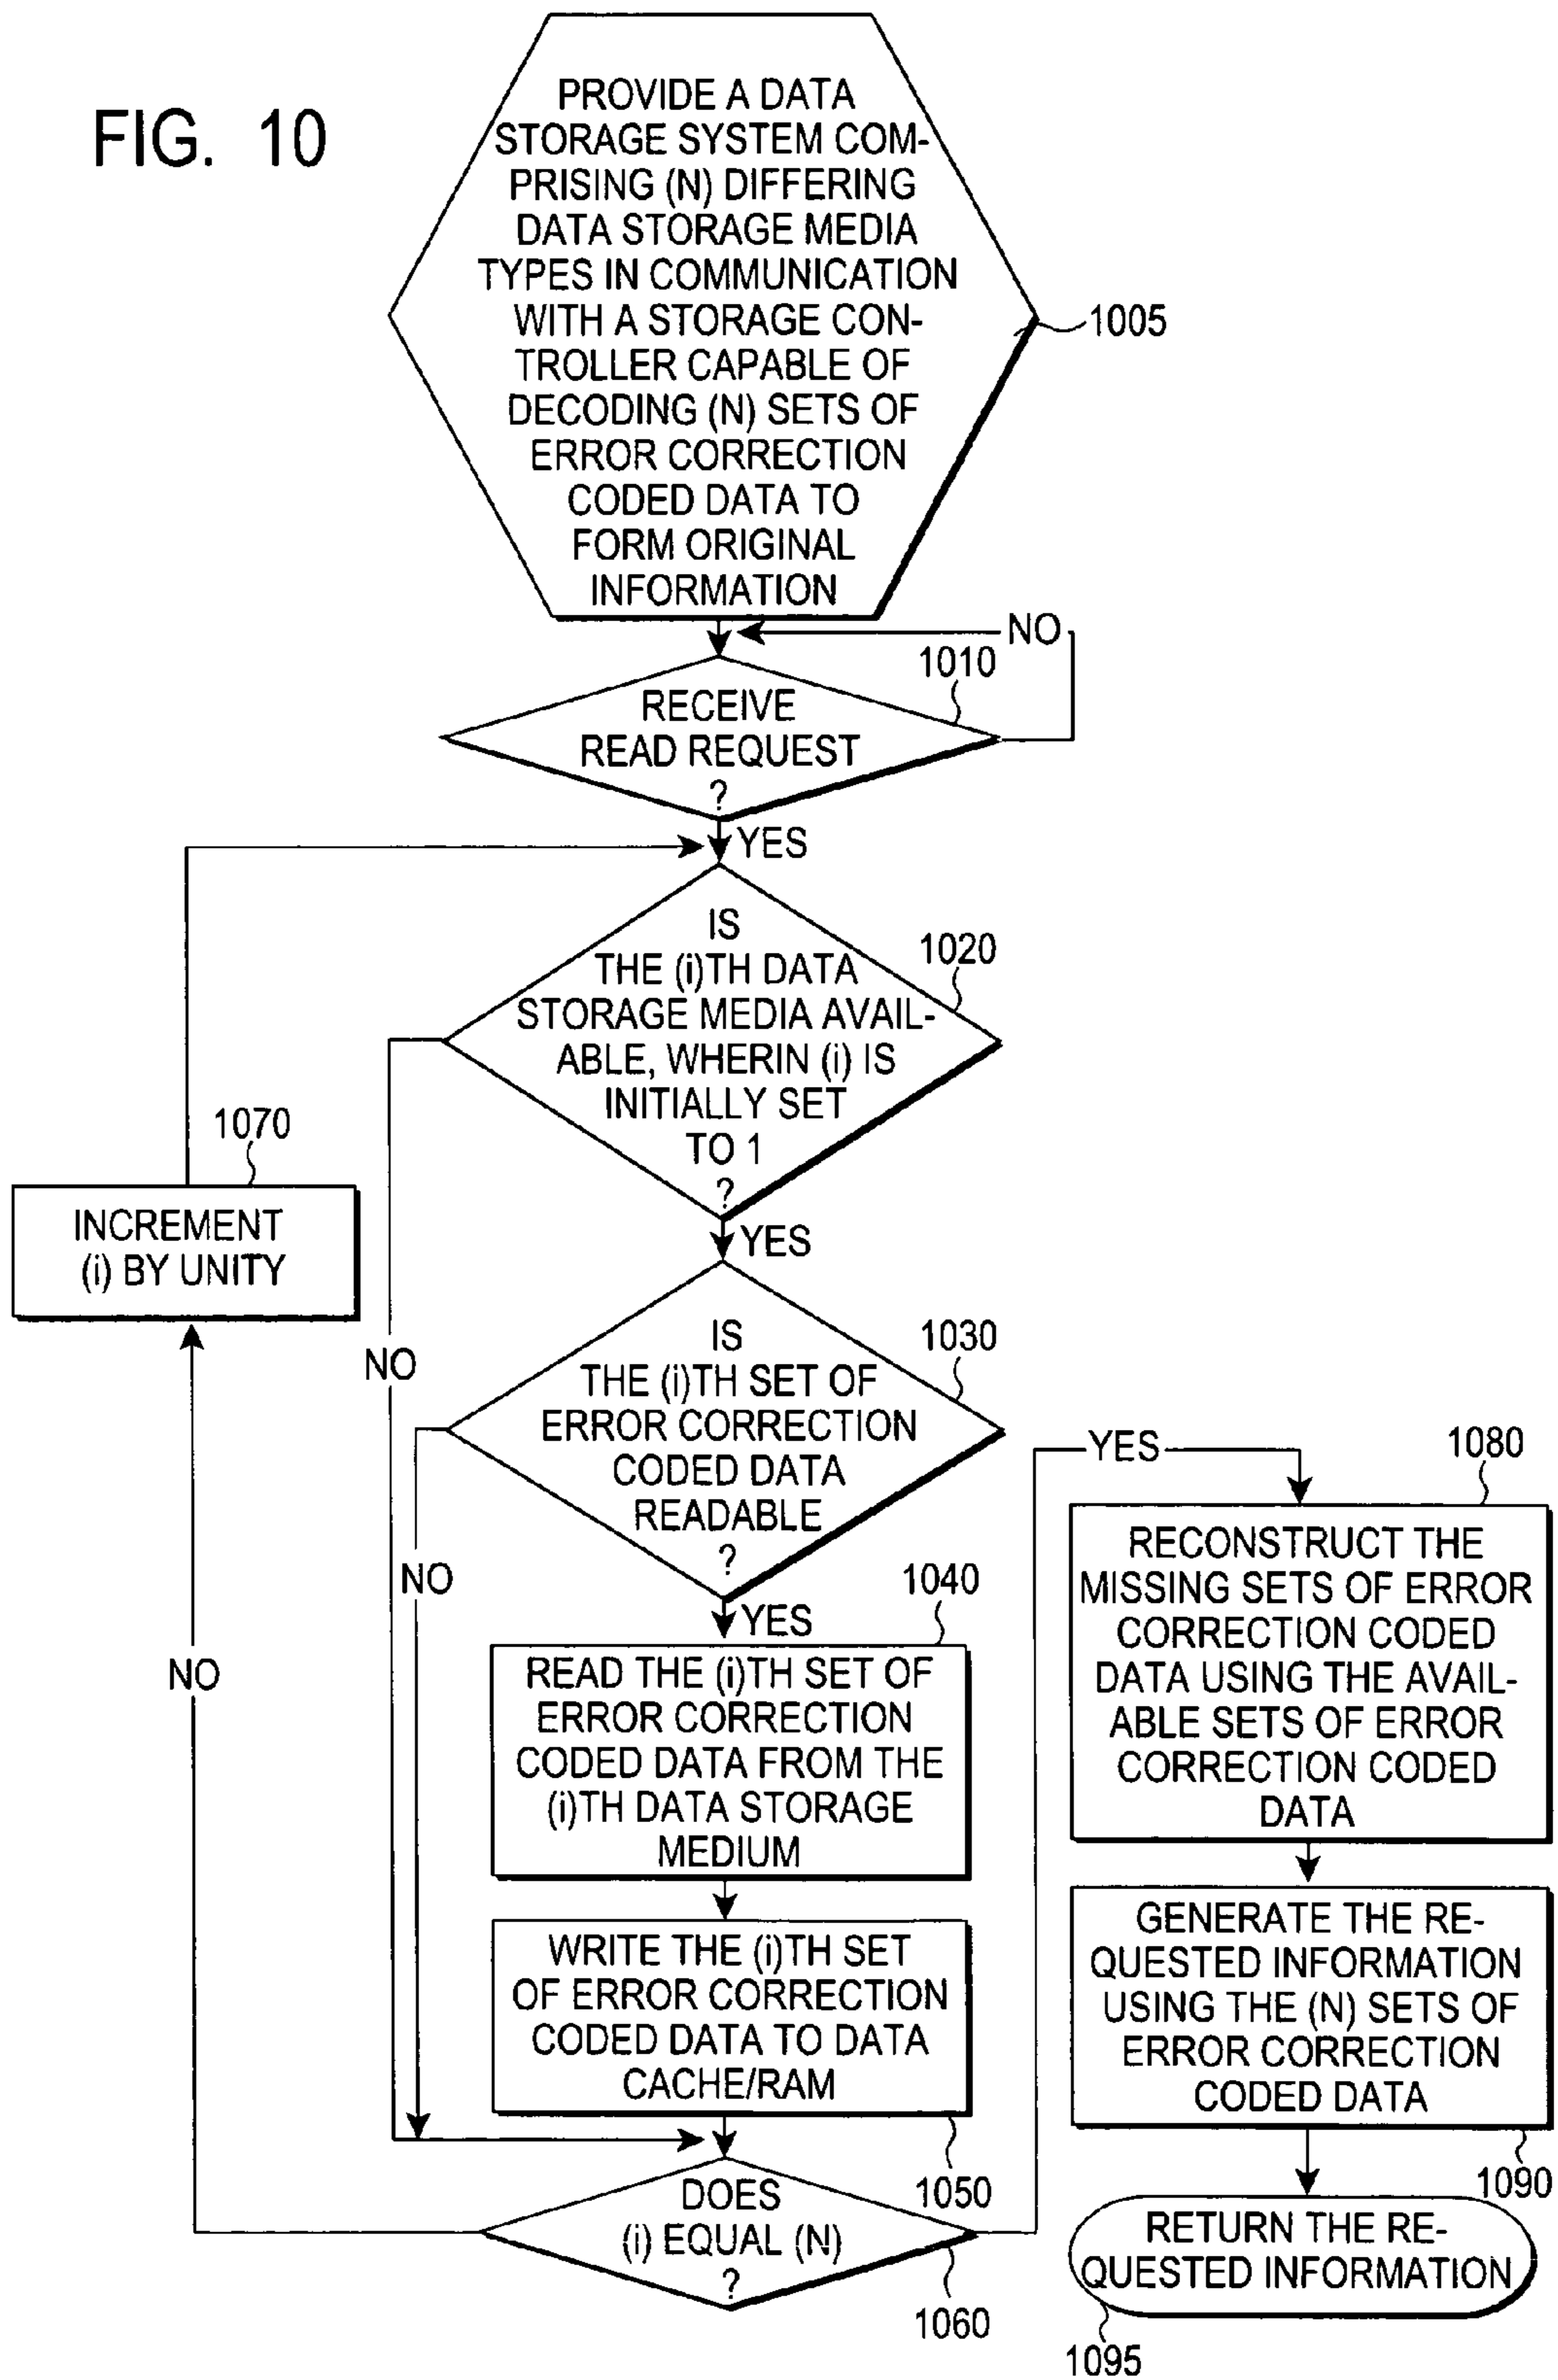 FIG. 10
PROVIDE A DATA
STORAGE SYSTEM COM-
PRISING (N) DIFFERING
DATA STORAGE MEDIA
TYPES IN COMMUNICATION
WITH A STORAGE CON-
TROLLER CAPABLE OF
DECODING (N) SETS OF
ERROR CORRECTION
CODED DATA TO
FORM ORIGINAL
INFORMATION
1005
NO
1010
RECEIVE
READ REQUEST
?
YES
IS
THE (i)TH DATA
STORAGE MEDIA AVAIL-
ABLE, WHERIN (i) IS
INITIALLY SET
TO 1
?
1020
1070
INCREMENT
(i) BY UNITY
YES
NO
IS
THE (i)TH SET OF
ERROR CORRECTION
CODED DATA
READABLE
?
1030
NO
YES
1040
READ THE (i)TH SET OF
ERROR CORRECTION
CODED DATA FROM THE
(i)TH DATA STORAGE
MEDIUM
NO
WRITE THE (i)TH SET
OF ERROR CORRECTION
CODED DATA TO DATA
CACHE/RAM
1050
DOES
(i) EQUAL (N)
?
1060
YES
1080
RECONSTRUCT THE
MISSING SETS OF ERROR
CORRECTION CODED
DATA USING THE AVAIL-
ABLE SETS OF ERROR
CORRECTION CODED
DATA
GENERATE THE RE-
QUESTED INFORMATION
USING THE (N) SETS OF
ERROR CORRECTION
CODED DATA
1090
RETURN THE RE-
QUESTED INFORMATION
1095